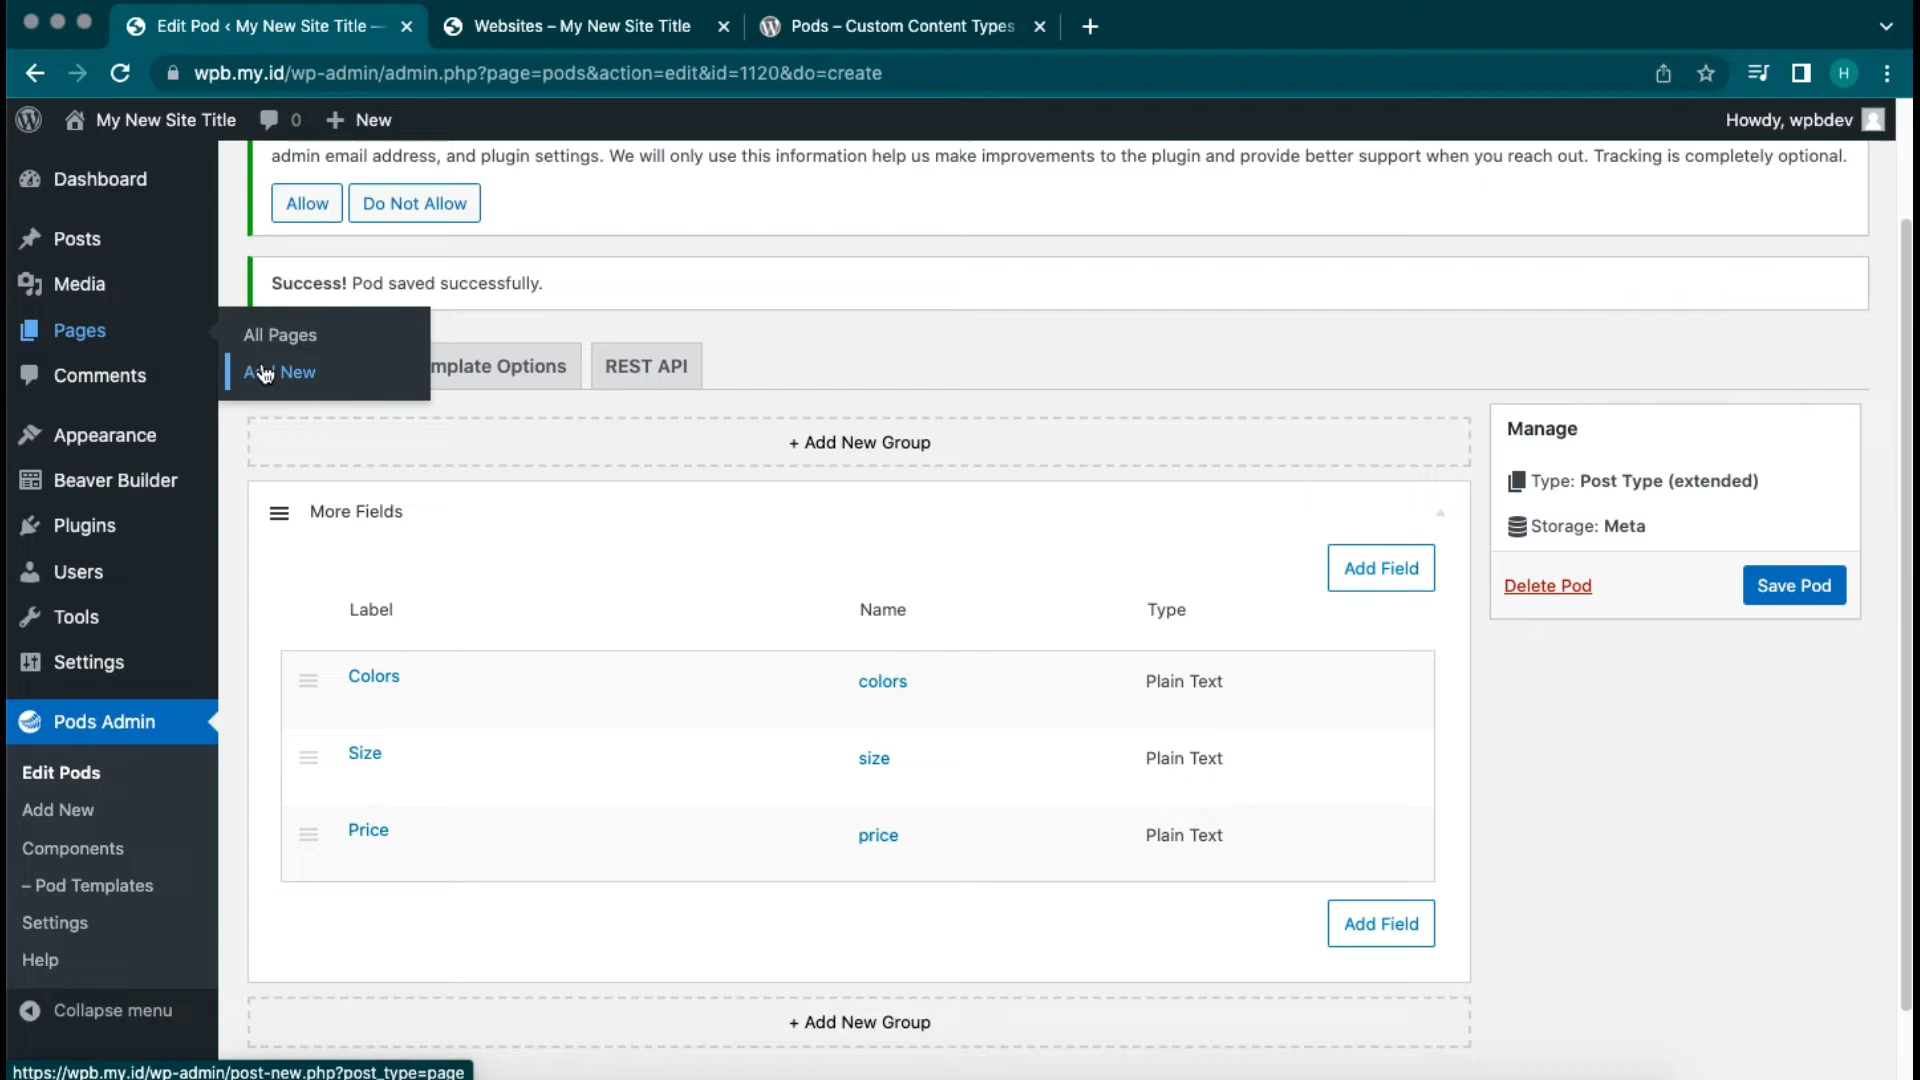 Edit Pod ‹ My New Site Title —
Websites – My New Site Title
Pods – Custom Content Types
wpb.my.id/wp-admin/admin.php?page=pods&action=edit&id=1120&do=create
H
My New Site Title
0
New
Howdy, wpbdev
admin email address, and plugin settings. We will only use this information help us make improvements to the plugin and provide better support when you reach out. Tracking is completely optional.
Allow
Do Not Allow
Success! Pod saved successfully.
Dashboard
Posts
Media
Pages
Comments
Appearance
Beaver Builder
Plugins
Users
Tools
Settings
Pods Admin
Edit Pods
Add New
Components
– Pod Templates
Settings
Help
Collapse menu
All Pages
Add New
mplate Options
REST API
+ Add New Group
More Fields
Add Field
Label Name Type
Colors colors Plain Text
Size size Plain Text
Price price Plain Text
Add Field
+ Add New Group
Manage
Type: Post Type (extended)
Storage: Meta
Delete Pod
Save Pod
https://wpb.my.id/wp-admin/post-new.php?post_type=page